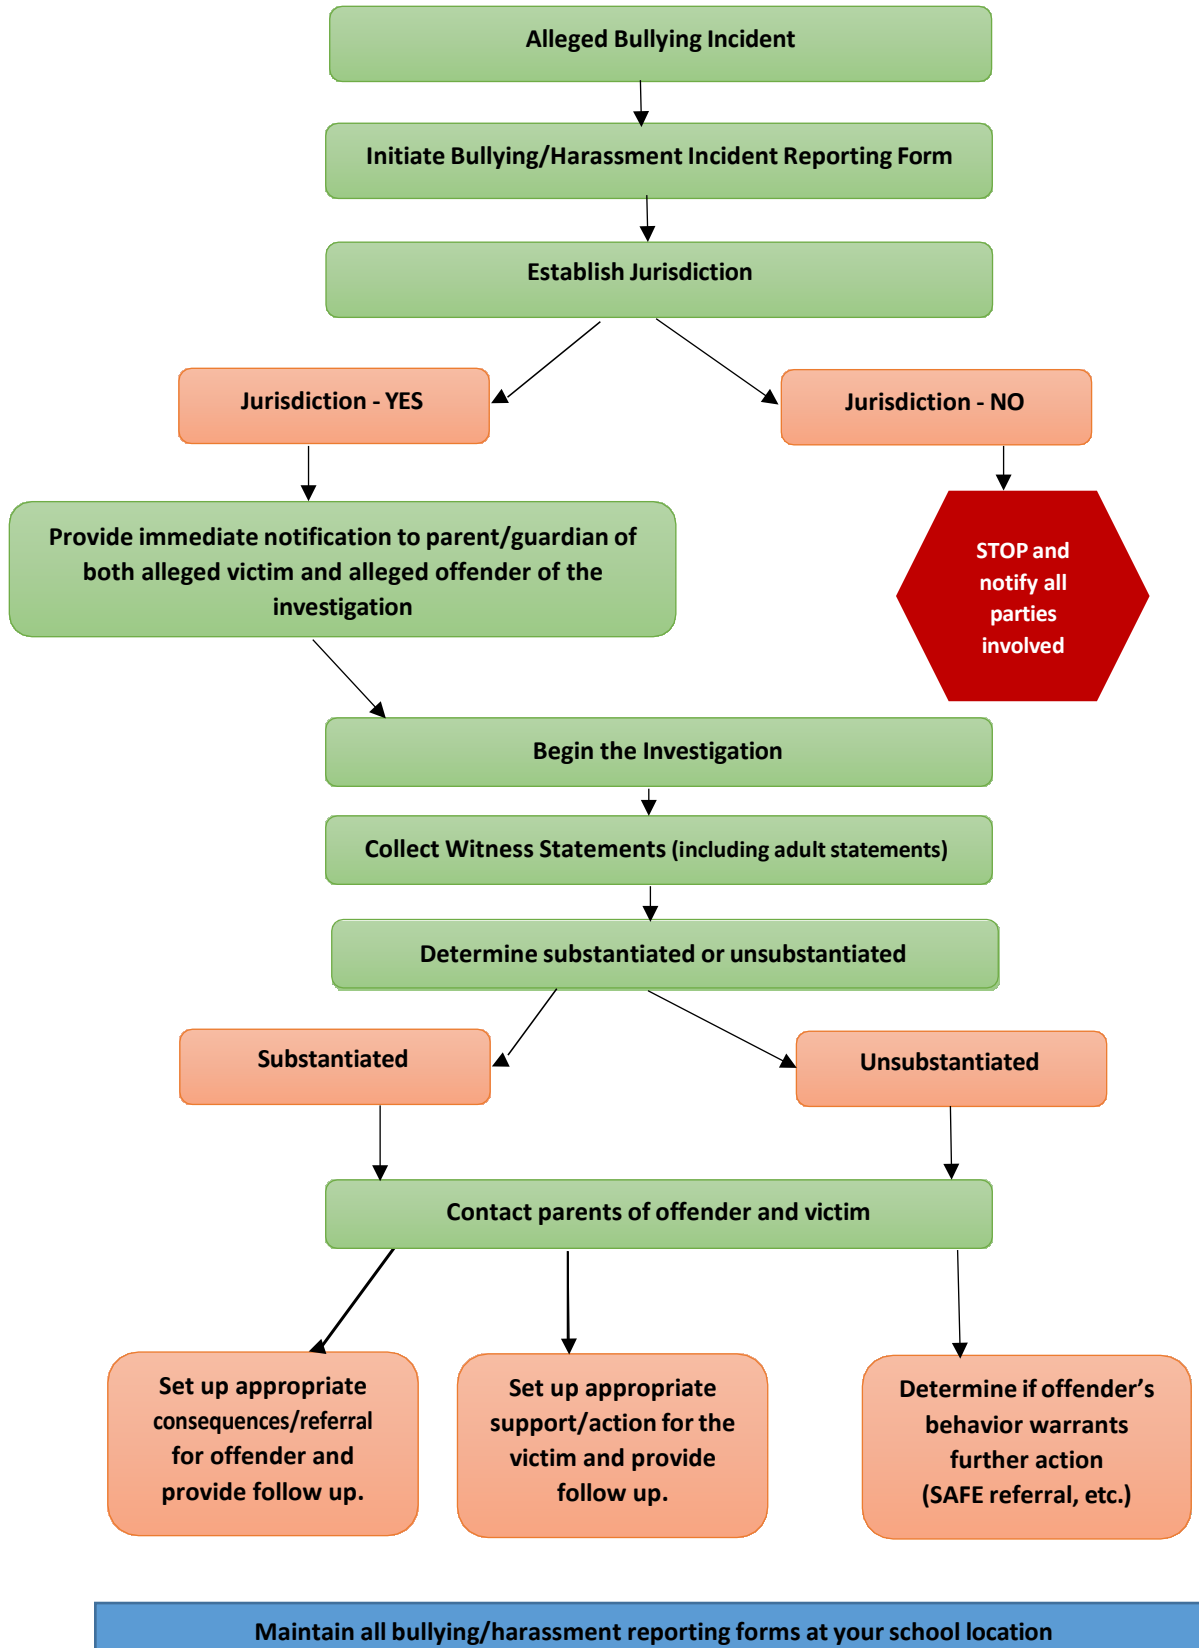 Alleged Bullying Incident
Initiate Bullying/Harassment Incident Reporting Form
Establish Jurisdiction
Jurisdiction - YES
Jurisdiction - NO
Provide immediate notification to parent/guardian of
both alleged victim and alleged offender of the
investigation
STOP and
notify all
parties
involved
Begin the Investigation
Collect Witness Statements (including adult statements)
Determine substantiated or unsubstantiated
Substantiated
Unsubstantiated
Contact parents of offender and victim
Set up appropriate
consequences/referral
for offender and
provide follow up.
Set up appropriate
support/action for the
victim and provide
follow up.
Determine if offender’s
behavior warrants
further action
(SAFE referral, etc.)
Maintain all bullying/harassment reporting forms at your school location